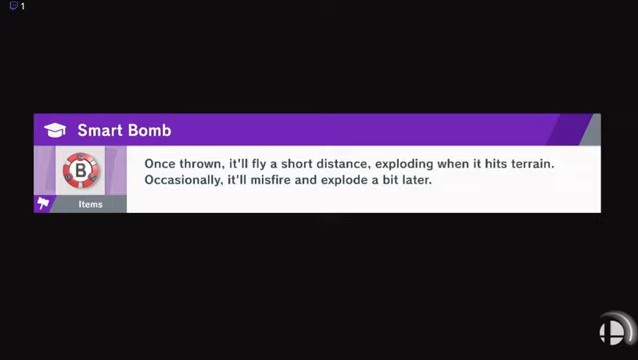 1
Smart Bomb
B
Once thrown, it'll fly a short distance, exploding when it hits terrain.
Occasionally, it'll misfire and explode a bit later.
Items